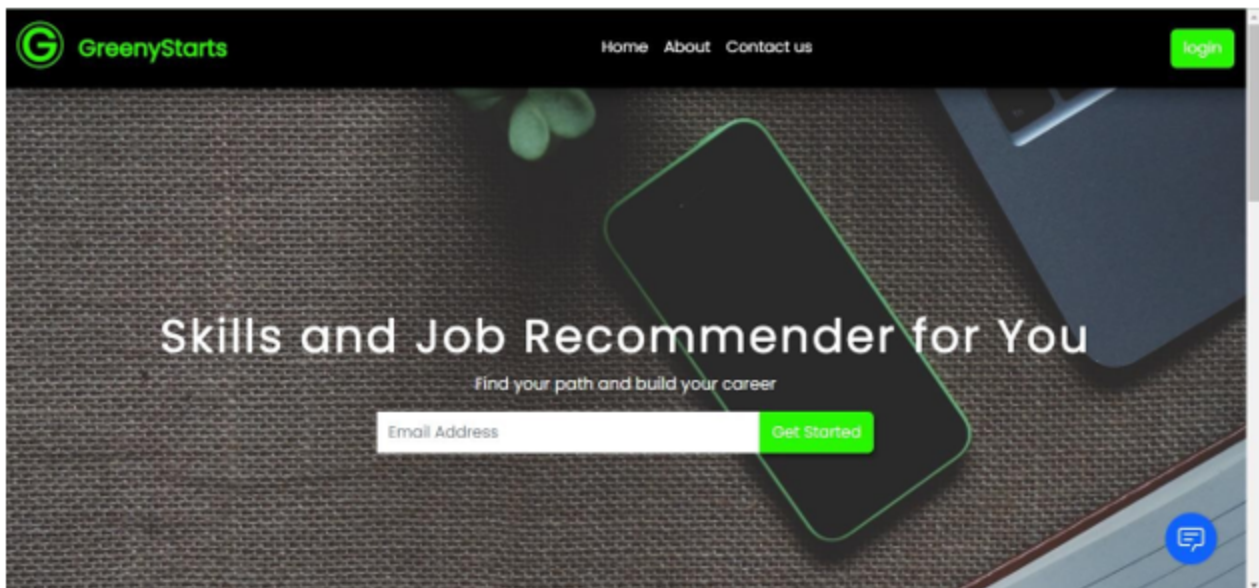 G GreenyStarts
Home About Contact us
login
Skills and Job Recommender for You
Find your path and build your career
Email Address
Get Started